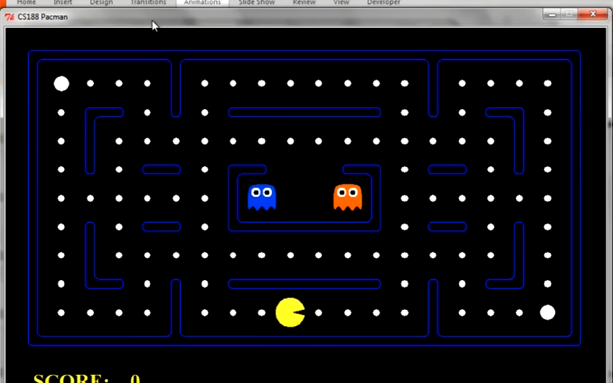 Home Insert Design Transitions Animations Slide Show Review View Developer
CS188 Pacman
SCORE: 0